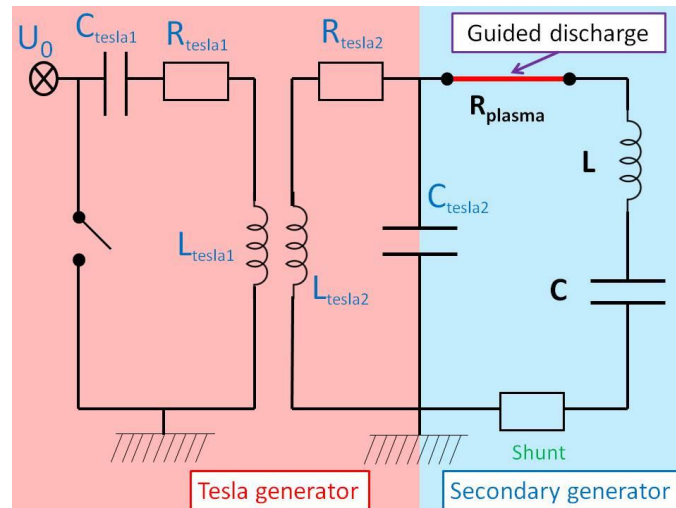 U0
Ctesla1
Rtesla1
Rtesla2
Guided discharge
Rplasma
L
Ctesla2
Ltesla1
Ltesla2
C
Shunt
Tesla generator
Secondary generator